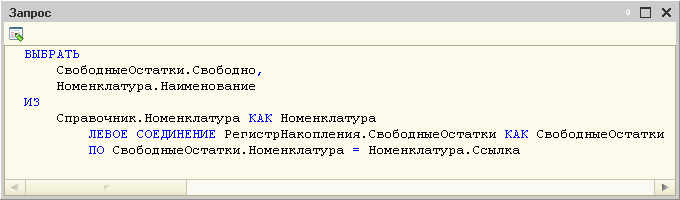 Запрос
ВЫБРАТЬ
СвободныеОстатки.Свободно,
Номенклатура.Наименование
ИЗ
Справочник.Номенклатура КАК Номенклатура
ЛЕВОЕ СОЕДИНЕНИЕ РегистрНакопления.СвободныеОстатки КАК СвободныеОстатки
ПО СвободныеОстатки.Номенклатура = Номенклатура.Ссылка